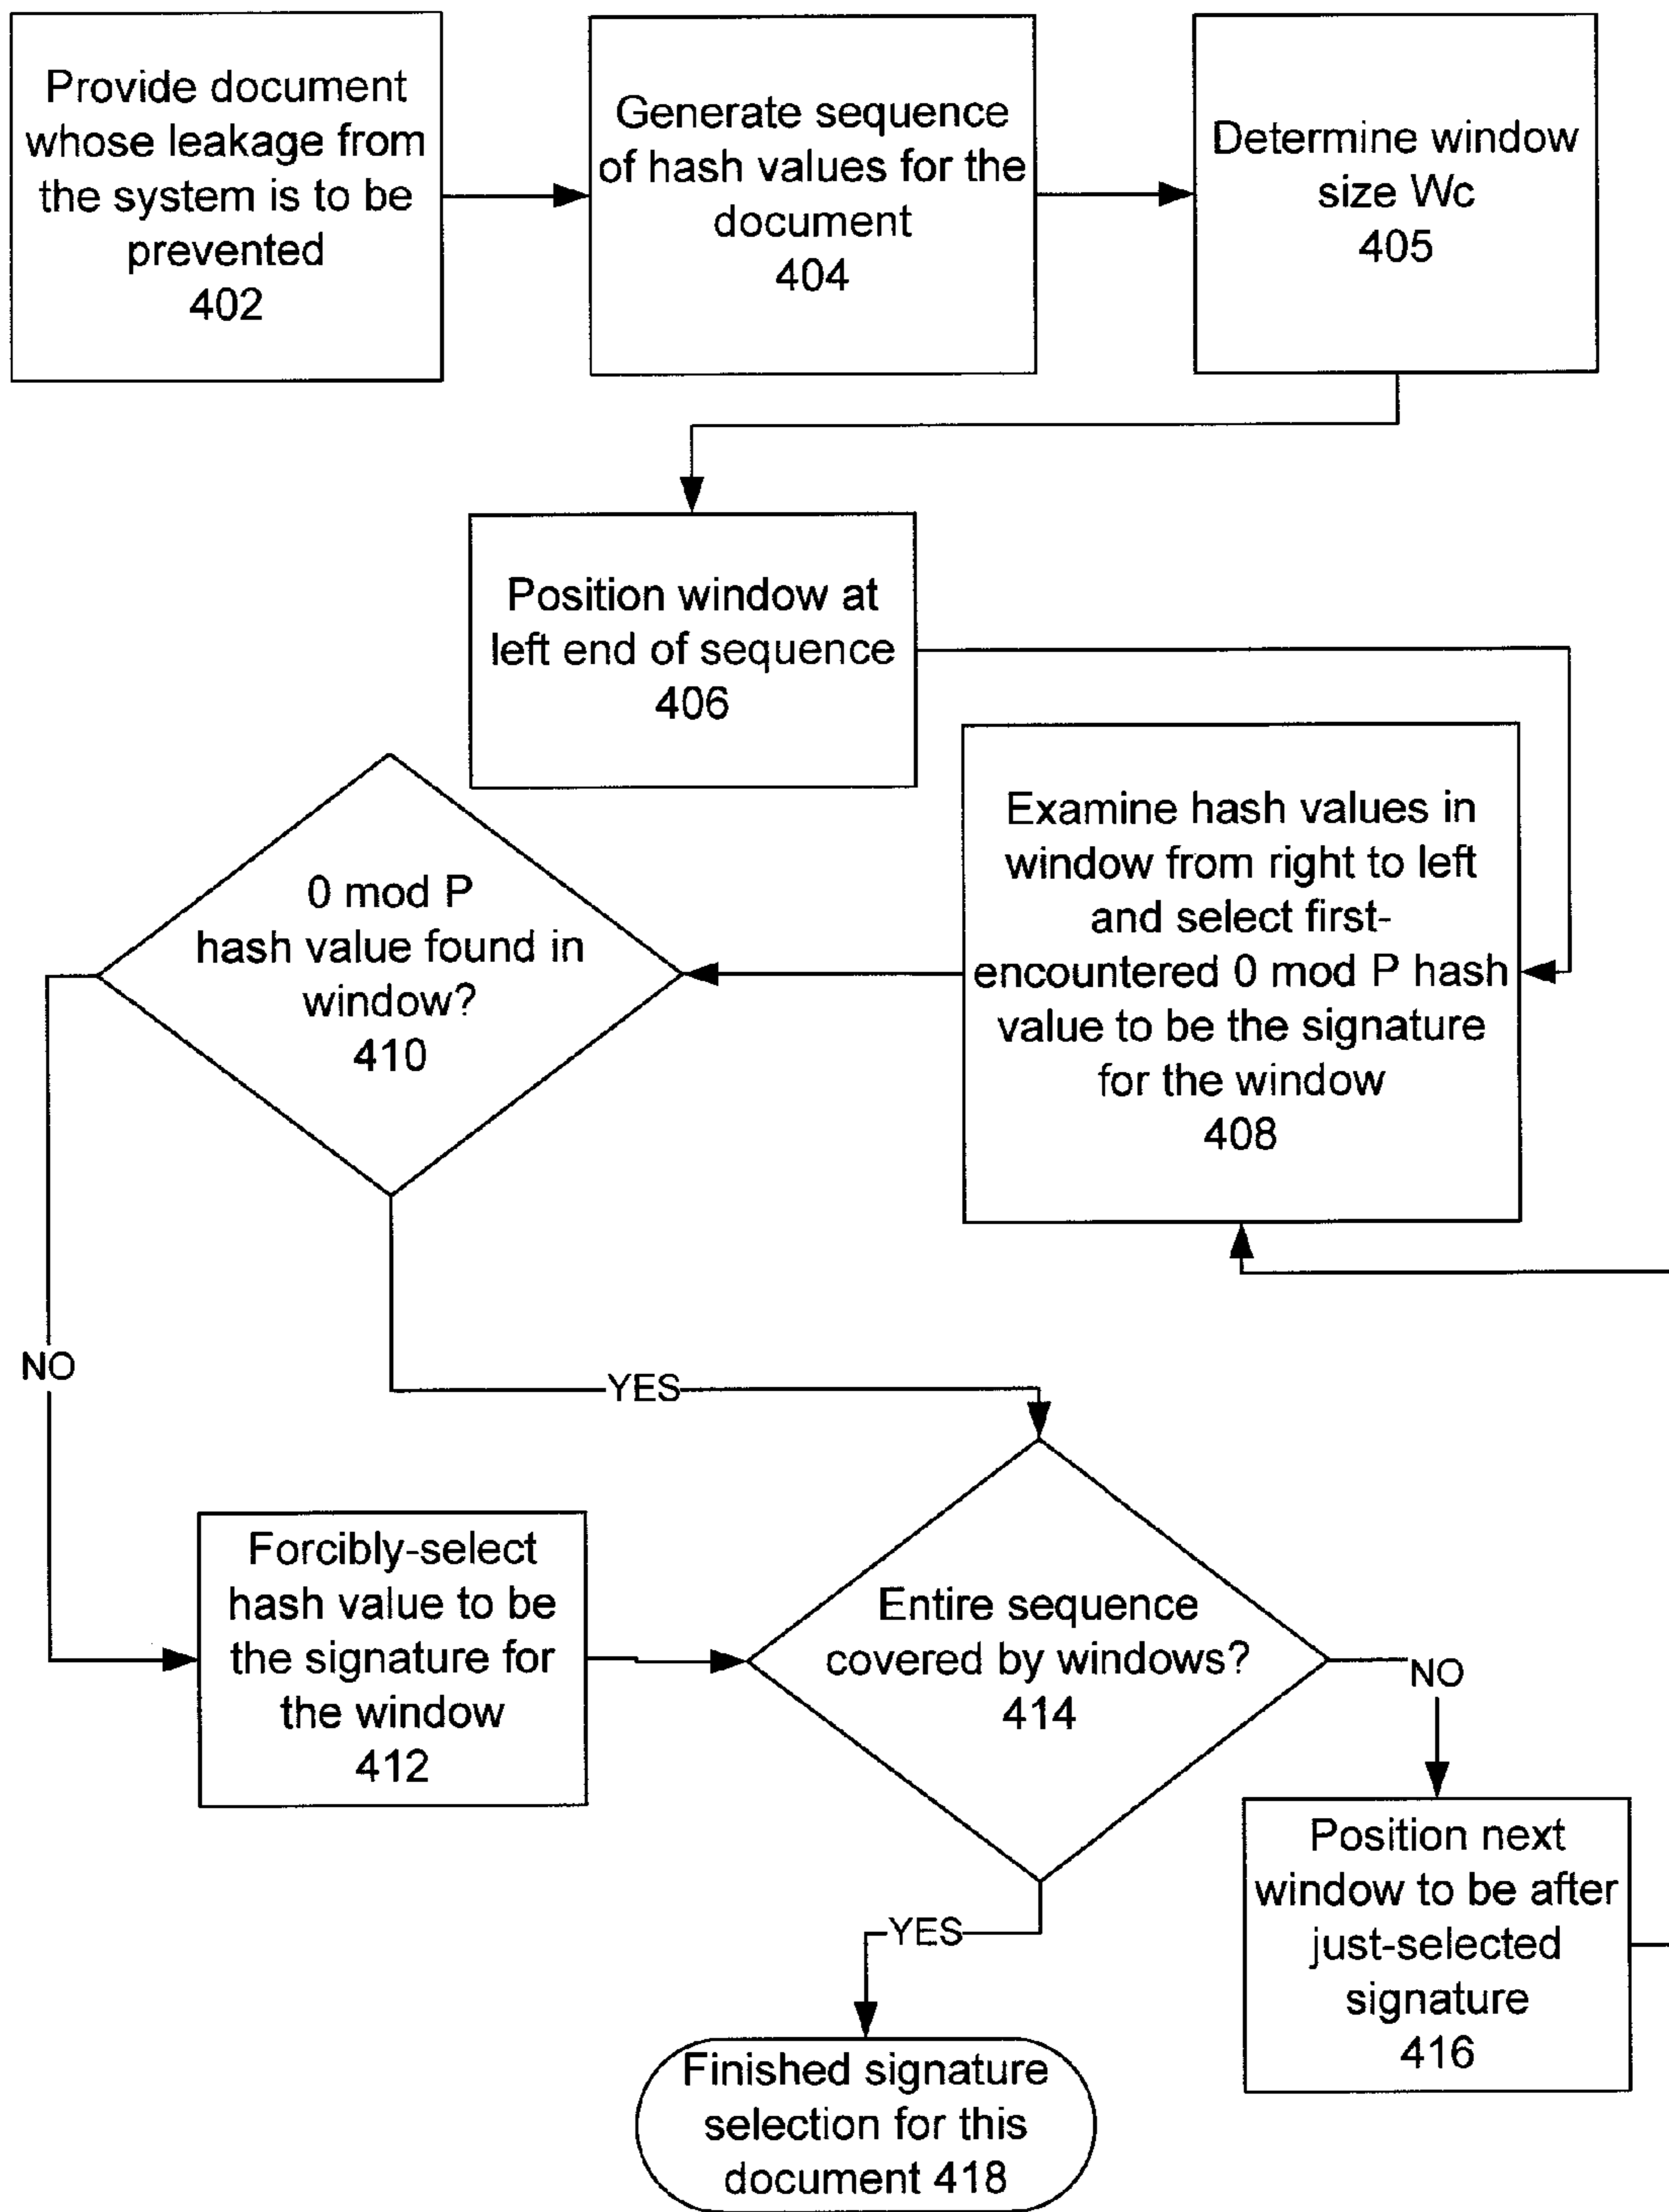 Provide document
whose leakage from
the system is to be
prevented
402
Generate sequence
of hash values for the
document
404
Determine window
size Wc
405
Position window at
left end of sequence
406
Examine hash values in
window from right to left
and select first-
encountered 0 mod P hash
value to be the signature
for the window
408
0 mod P
hash value found in
window?
410
NO
YES
Forcibly-select
hash value to be
the signature for
the window
412
Entire sequence
covered by windows?
414
NO
Position next
window to be after
just-selected
signature
416
YES
Finished signature
selection for this
document 418